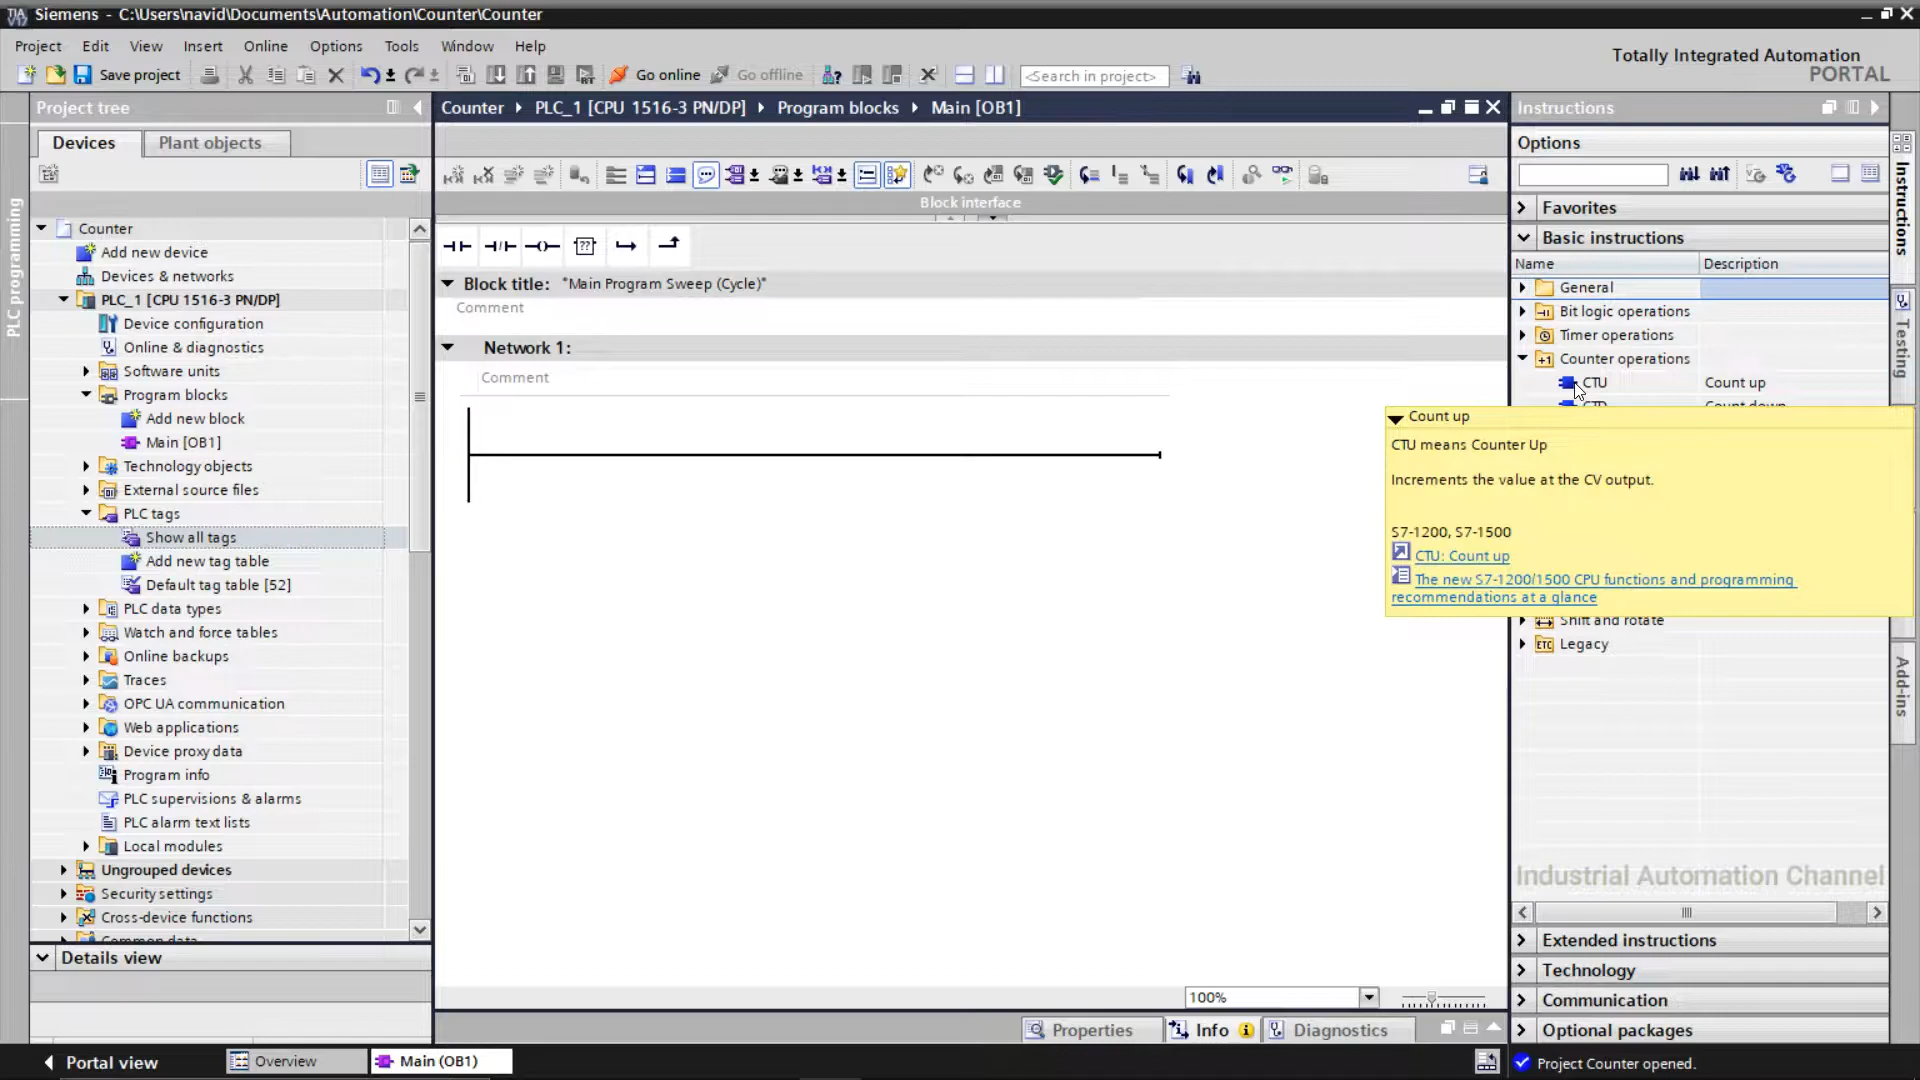 Siemens - C:\Users\navid\Documents\Automation\Counter\Counter
Project Edit View Insert Online Options Tools Window Help
Totally Integrated Automation
PORTAL
Save project
Go online
Go offline
<Search in project>
Project tree
Devices
Plant objects
PLC programming
Counter
Add new device
Devices & networks
PLC_1 [CPU 1516-3 PN/DP]
Device configuration
Online & diagnostics
Software units
Program blocks
Add new block
Main [OB1]
Technology objects
External source files
PLC tags
Show all tags
Add new tag table
Default tag table [52]
PLC data types
Watch and force tables
Online backups
Traces
OPC UA communication
Web applications
Device proxy data
Program info
PLC supervisions & alarms
PLC alarm text lists
Local modules
Ungrouped devices
Security settings
Cross-device functions
Common data
Details view
Counter PLC_1 [CPU 1516-3 PN/DP] Program blocks Main [OB1]
Block interface
??
Block title: "Main Program Sweep (Cycle)"
Comment
Network 1:
Comment
100%
Properties
Info
Diagnostics
Instructions
Options
Favorites
Basic instructions
Name Description
General
Bit logic operations
Timer operations
Counter operations
CTU Count up
CTD Count down
Count up
CTU means Counter Up
Increments the value at the CV output.
S7-1200, S7-1500
CTU: Count up
The new S7-1200/1500 CPU functions and programming
recommendations at a glance
Shift and rotate
Legacy
Industrial Automation Channel
Extended instructions
Technology
Communication
Optional packages
Instructions
Testing
Add-ins
Portal view
Overview
Main (OB1)
Project Counter opened.